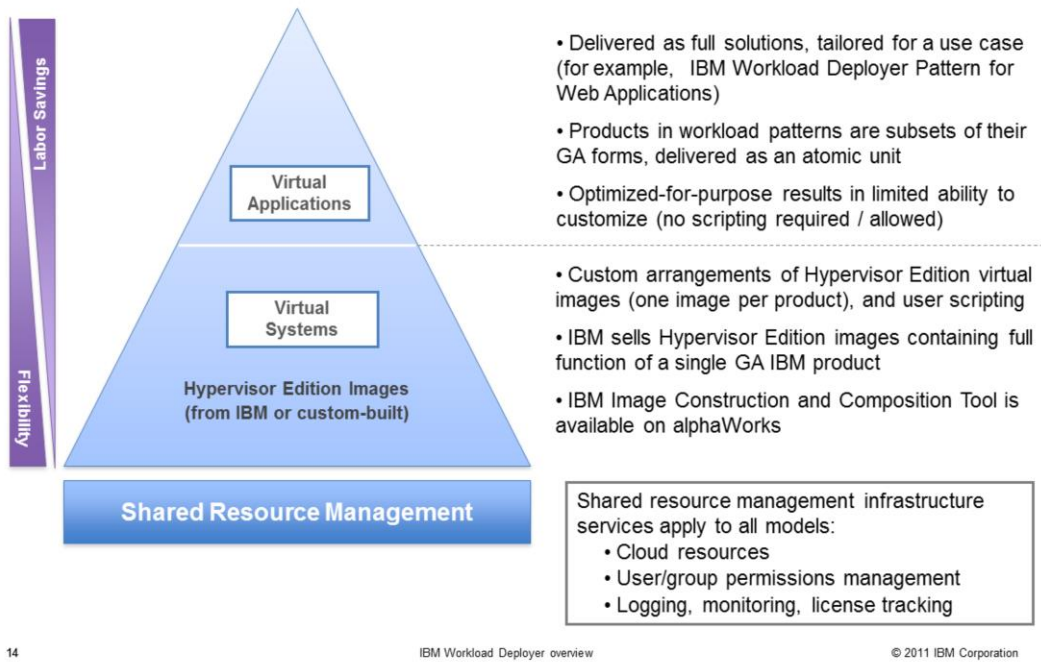 Labor Savings
Flexibility
Virtual
Applications
Virtual
Systems
Hypervisor Edition Images
(from IBM or custom-built)
Shared Resource Management
• Delivered as full solutions, tailored for a use case
(for example, IBM Workload Deployer Pattern for
Web Applications)
• Products in workload patterns are subsets of their
GA forms, delivered as an atomic unit
• Optimized-for-purpose results in limited ability to
customize (no scripting required / allowed)
• Custom arrangements of Hypervisor Edition virtual
images (one image per product), and user scripting
• IBM sells Hypervisor Edition images containing full
function of a single GA IBM product
• IBM Image Construction and Composition Tool is
available on alphaWorks
Shared resource management infrastructure
services apply to all models:
• Cloud resources
• User/group permissions management
• Logging, monitoring, license tracking
14
IBM Workload Deployer overview
© 2011 IBM Corporation